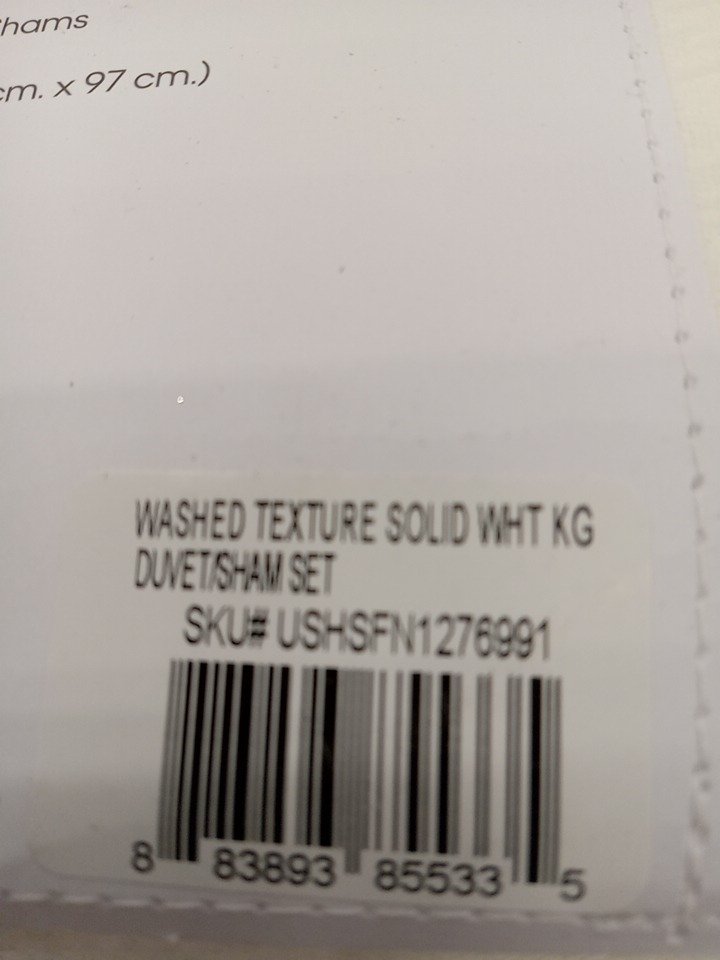 hams
cm. x 97 cm.)
WASHED TEXTURE SOLID WHT KG
DUVET/SHAM SET
SKU# USHSFN1276991
8 83893 85533 5